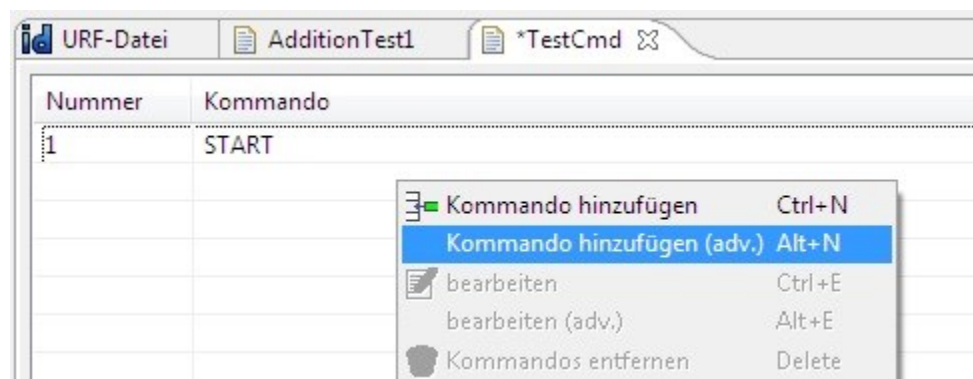 id URF-Datei AdditionTest1 *TestCmd
Nummer Kommando
1 START
Kommando hinzufügen Ctrl+N
Kommando hinzufügen (adv.) Alt+N
bearbeiten Ctrl+E
bearbeiten (adv.) Alt+E
Kommandos entfernen Delete